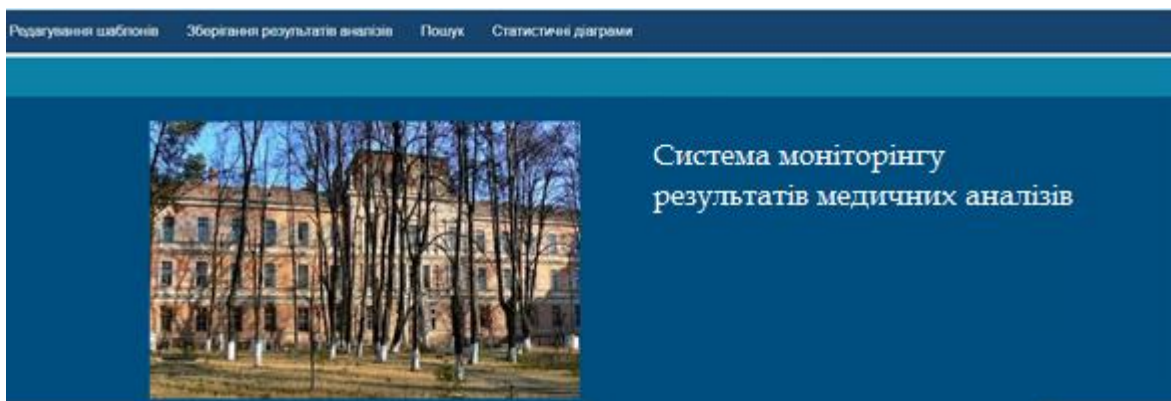 Редагування шаблонів Зберігання результатів аналізів Пошук Статистичні діаграми
Система моніторінгу
результатів медичних аналізів